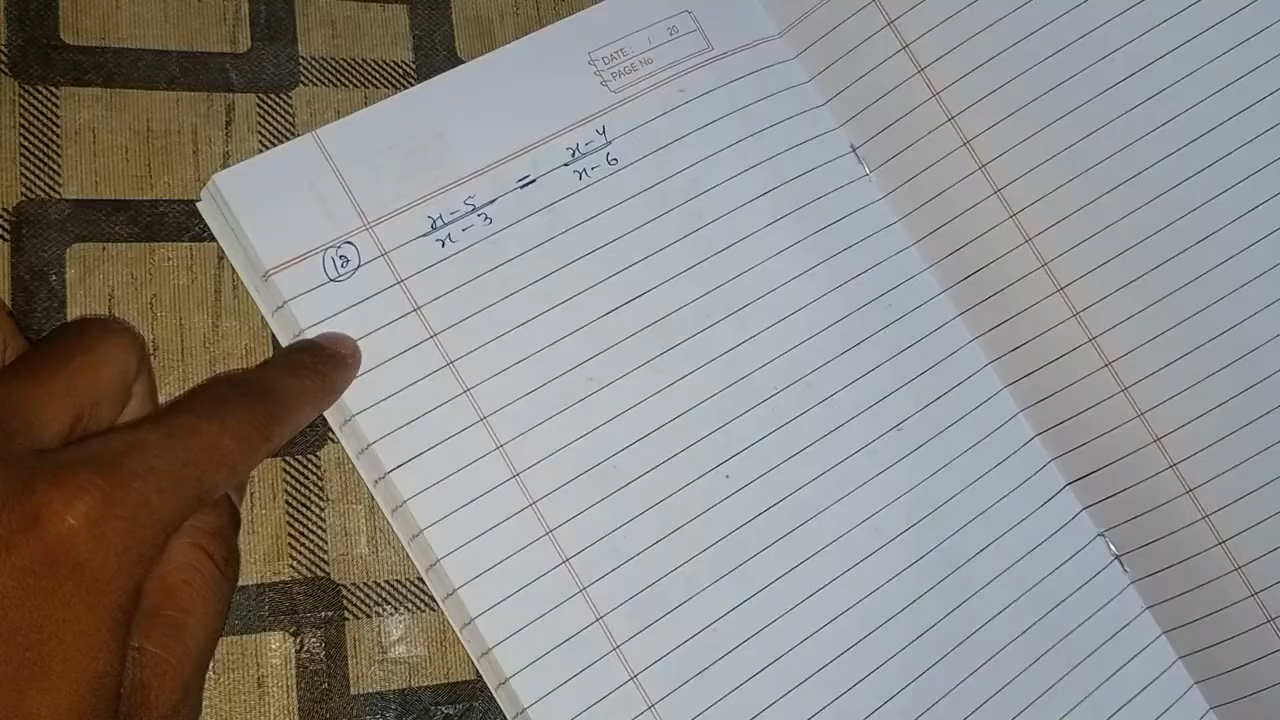 DATE: / 20
PAGE No
(12) x-5/x-3 = x-4/x-6